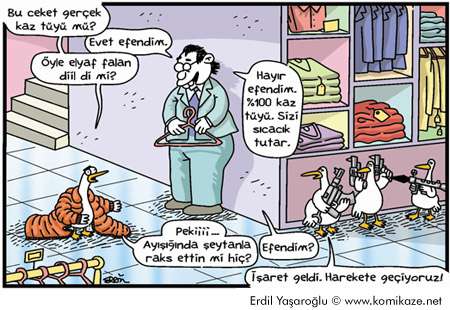 Bu ceket gerçek
kaz tüyü mü?
Evet efendim.
Öyle elyaf falan
diil di mi?
Hayır
efendim.
%100 kaz
tüyü. Sizi
sıcacık
tutar.
Pekiiii...
Ayışığında şeytanla
raks ettin mi hiç?
Efendim?
İşaret geldi. Harekete geçiyoruz!
Erdil Yaşaroğlu © www.komikaze.net